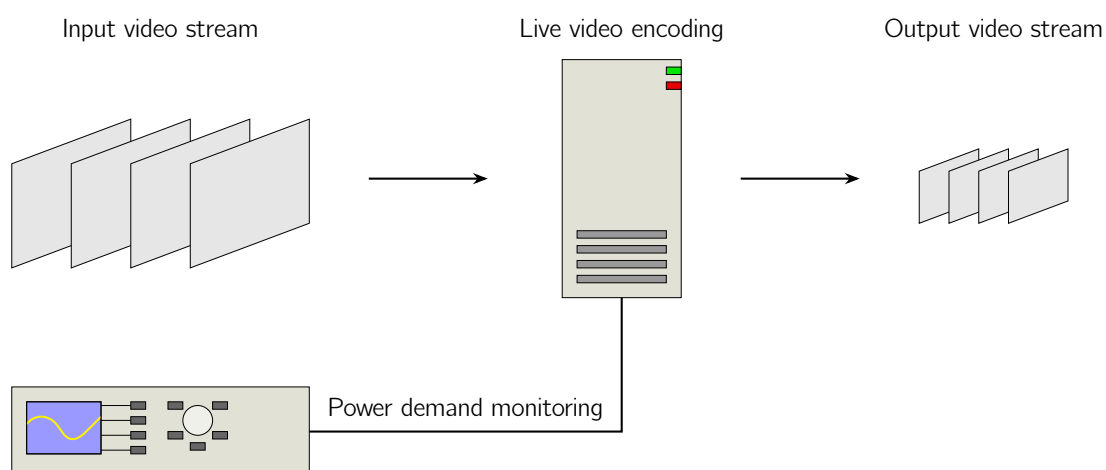 Input video stream
Live video encoding
Output video stream
Power demand monitoring